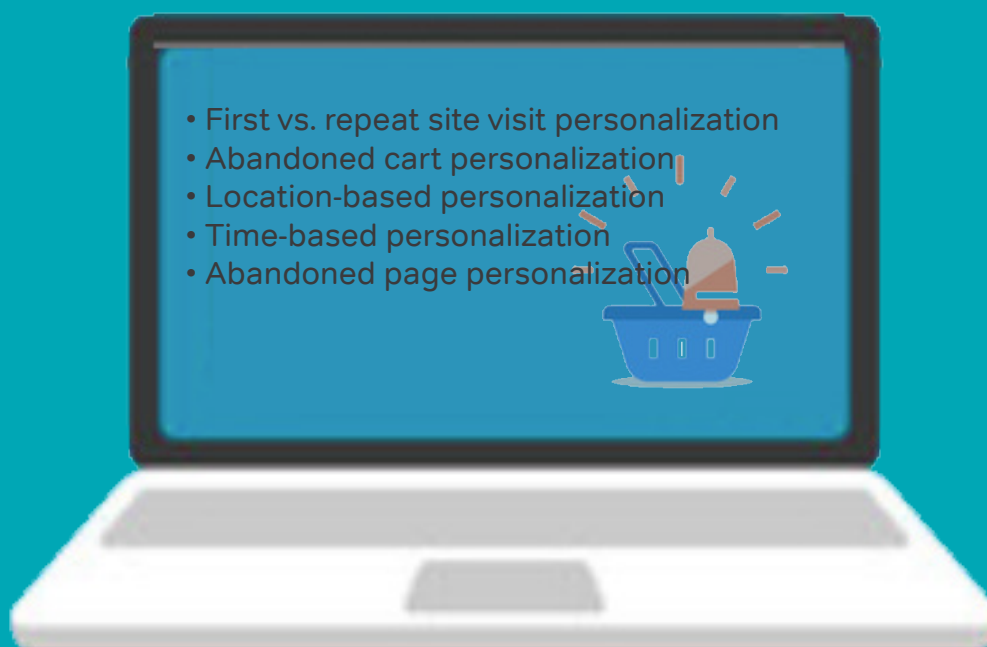 • First vs. repeat site visit personalization
• Abandoned cart personalization
• Location-based personalization
• Time-based personalization
• Abandoned page personalization